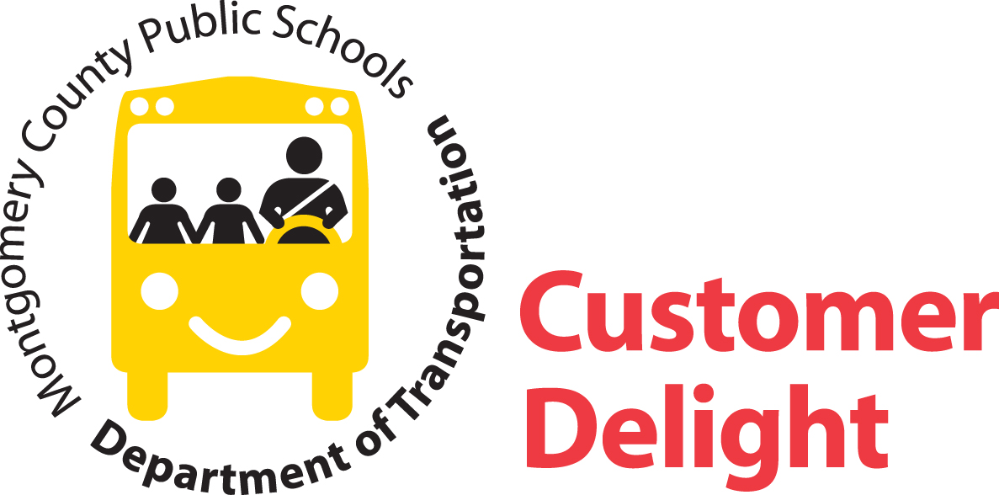 Montgomery County Public Schools
Department of Transportation
Customer
Delight